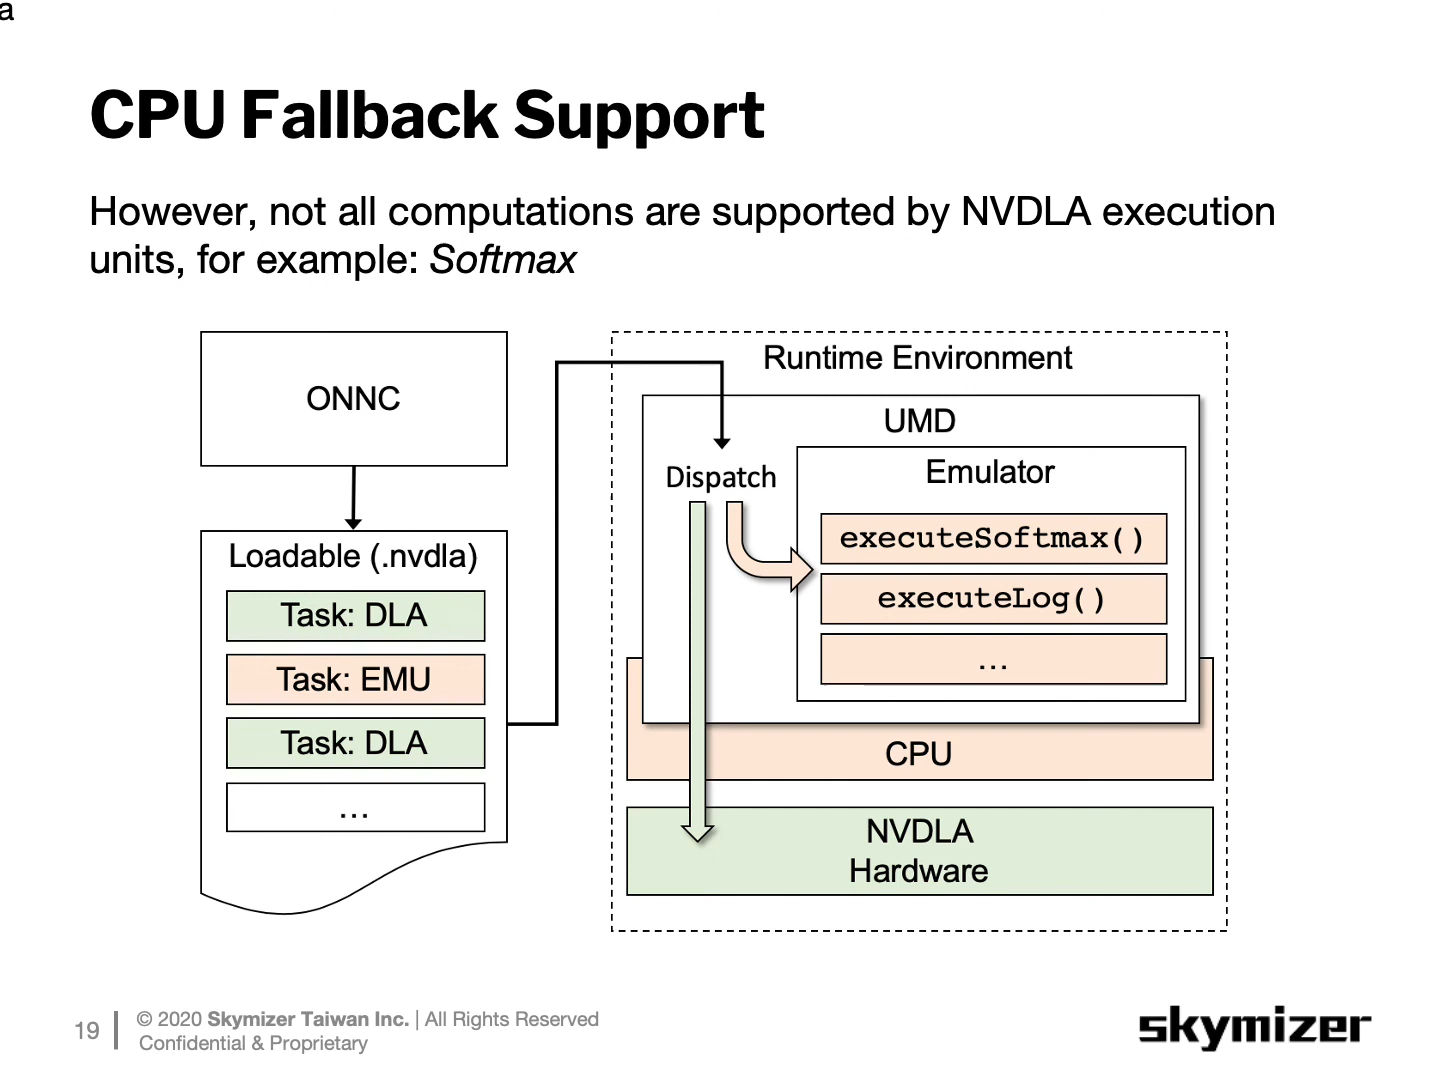 a
CPU Fallback Support
However, not all computations are supported by NVDLA execution
units, for example: Softmax
ONNC
Loadable (.nvdla)
Task: DLA
Task: EMU
Task: DLA
...
Runtime Environment
UMD
Dispatch
Emulator
executeSoftmax()
executeLog()
...
CPU
NVDLA
Hardware
19
© 2020 Skymizer Taiwan Inc. | All Rights Reserved
Confidential & Proprietary
skymizer